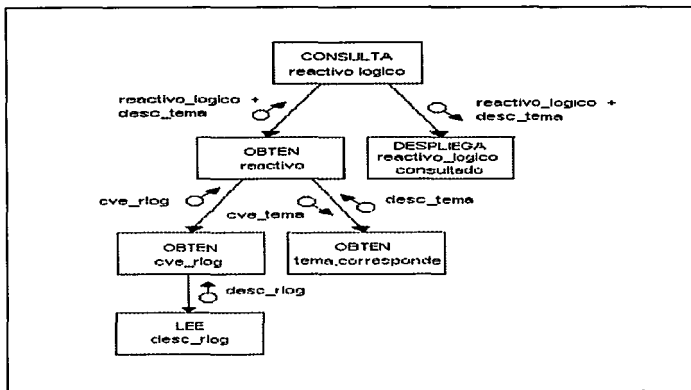 CONSULTA
reactivo logico
reactivo_logico +
desc_tema
reactivo_logico +
desc_tema
OBTEN
reactivo
DESPLIEGA
reactivo_logico
consultado
cve_rlog
cve_tema
desc_tema
OBTEN
cve_rlog
OBTEN
tema.corresponde
desc_rlog
LEE
desc_rlog